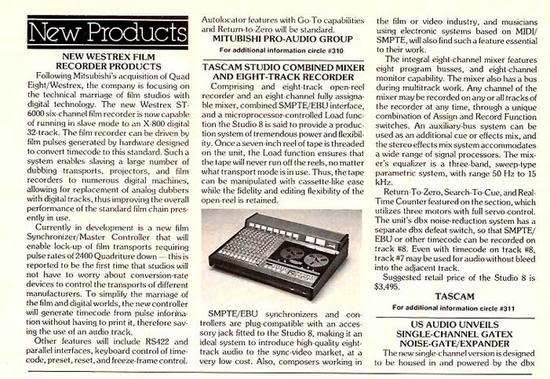 New Products
NEW WESTREX FILM
RECORDER PRODUCTS
Following Mitsubishi's acquisition of Quad
Eight/Westrex, the company is focusing on
the technical marriage of film studios with
digital technology. The new Westrex ST-
6000 six-channel film recorder is now capable
of running in slave mode to an X-800 digital
32-track. The film recorder can be driven by
film pulses generated by hardware designed
to convert timecode to this standard. Such a
system enables slaving a large number of
dubbing transports, projectors, and film
recorders to numerous digital machines,
allowing for replacement of analog dubbers
with digital tracks, thus improving the overall
performance of the standard film chain pres-
ently in use.
Currently in development is a new film
Synchronizer/Master Controller that will
enable lock-up of film transports requiring
pulse rates of 2400 Quadriture down — this is
reported to be the first time that studios will
not have to worry about conversion-rate
devices to control the transports of different
manufacturers. To simplify the marriage of
the film and digital worlds, the new controller
will generate timecode from pulse informa-
tion without having to print it, therefore sav-
ing the use of an audio track.
Other features will include RS422 and
parallel interfaces, keyboard control of time-
code, preset, reset, and freeze-frame control.
Autolocator features with Go-To capabilities
and Return-to-Zero will be standard.
MITUBISHI PRO-AUDIO GROUP
For additional information circle #310
TASCAM STUDIO COMBINED MIXER
AND EIGHT-TRACK RECORDER
Comprising and eight-track open-reel
recorder and an eight channel fully assigna-
ble mixer, combined SMPTE/EBU interface,
and a microprocessor-controlled Load func-
tion the Studio 8 is said to provide a produc-
tion system of tremendous power and flexibil-
ity. Once a seven-inch reel of tape is threaded
on the unit, the Load function ensures that
the tape will never run off the reels, no matter
what transport mode is in use. Thus, the tape
can be manipulated with cassette-like ease
while the fidelity and editing flexibility of the
open-reel is retained.
SMPTE/EBU synchronizers and con-
trollers are plug-compatible with an acces-
sory jack fitted to the Studio 8, making it an
ideal system to introduce high-quality eight-
track audio to the sync-video market, at a
very low cost. Also, composers working in
the film or video industry, and musicians
using electronic systems based on MIDI/
SMPTE, will also find such a feature essential
to their work.
The integral eight-channel mixer features
eight program busses, and eight-channel
monitor capability. The mixer also has a bus
during multitrack work. Any channel of the
mixer may be recorded on any or all tracks of
the recorder at any time, through a unique
combination of Assign and Record Function
switches. An auxiliary-bus system can be
used as an additional cue or effects mix, and
the stereo effects mix system accommodates
a wide range of signal processors. The mix-
er's equalizer is a three-band, sweep-type
parametric system, with range 50 Hz to 15
kHz.
Return-To-Zero, Search-To-Cue, and Real-
Time Counter featured on the section, which
utilizes three motors with full servo control.
The unit's dbx noise-reduction system has a
separate dbx defeat switch, so that SMPTE/
EBU or other timecode can be recorded on
track #8. Even with timecode on track #8,
track #7 may be used for audio without bleed
into the adjacent track.
Suggested retail price of the Studio 8 is
$3,495.
TASCAM
For additional information circle #311
US AUDIO UNVEILS
SINGLE-CHANNEL GATEX
NOISE-GATE/EXPANDER
The new single-channel version is designed
to be housed in and powered by the dbx